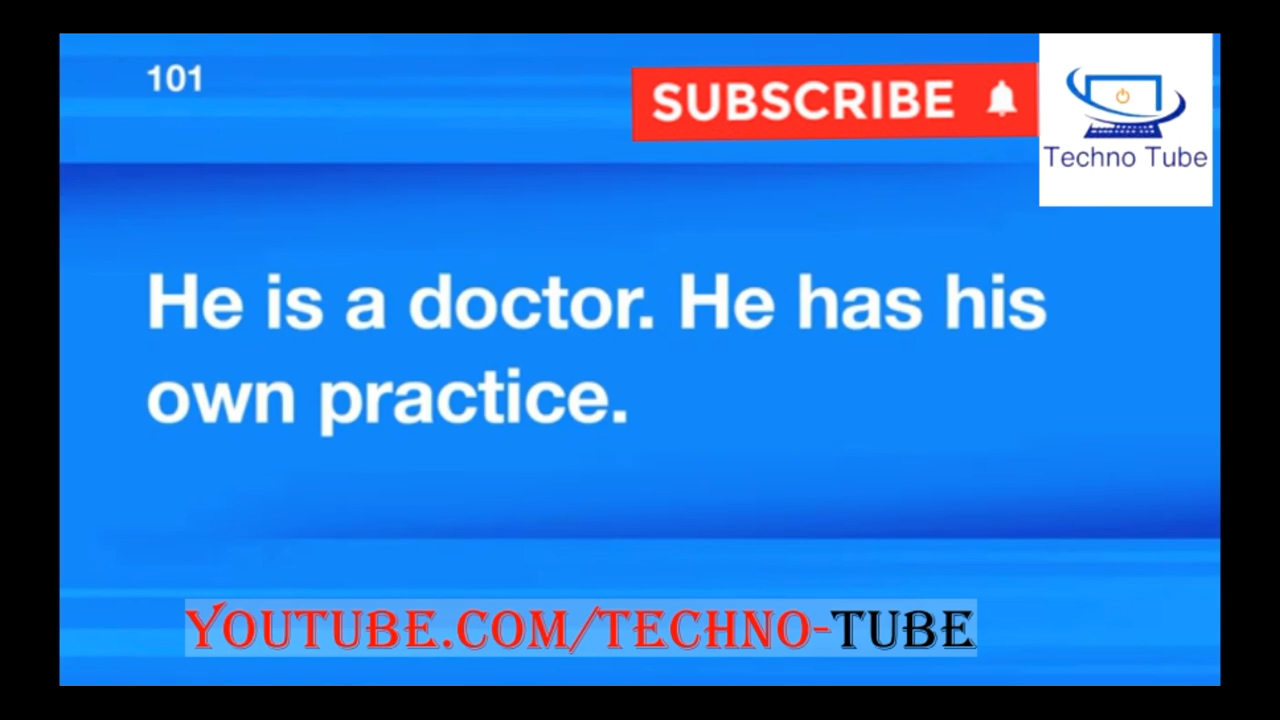 101
SUBSCRIBE
Techno Tube
He is a doctor. He has his
own practice.
YOUTUBE.COM/TECHNO-TUBE